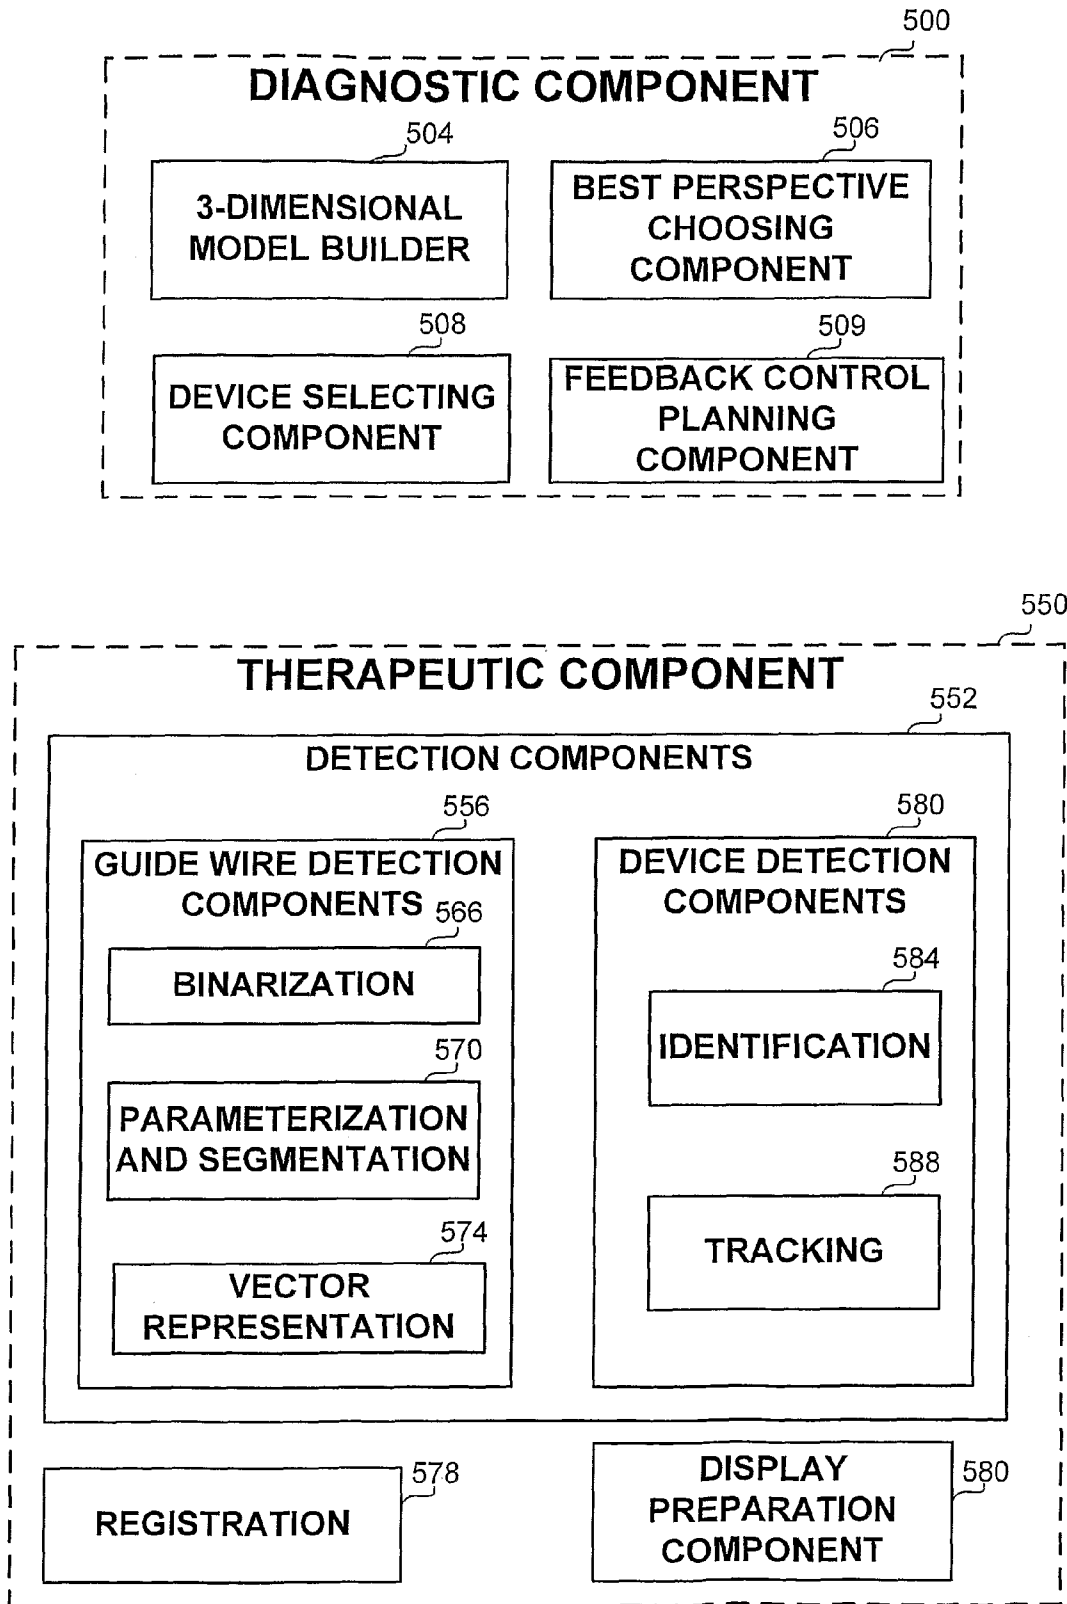 500
DIAGNOSTIC COMPONENT
504
3-DIMENSIONAL
MODEL BUILDER
506
BEST PERSPECTIVE
CHOOSING
COMPONENT
508
DEVICE SELECTING
COMPONENT
509
FEEDBACK CONTROL
PLANNING
COMPONENT
550
THERAPEUTIC COMPONENT
552
DETECTION COMPONENTS
556
GUIDE WIRE DETECTION
COMPONENTS
566
BINARIZATION
570
PARAMETERIZATION
AND SEGMENTATION
574
VECTOR
REPRESENTATION
580
DEVICE DETECTION
COMPONENTS
584
IDENTIFICATION
588
TRACKING
578
REGISTRATION
580
DISPLAY
PREPARATION
COMPONENT